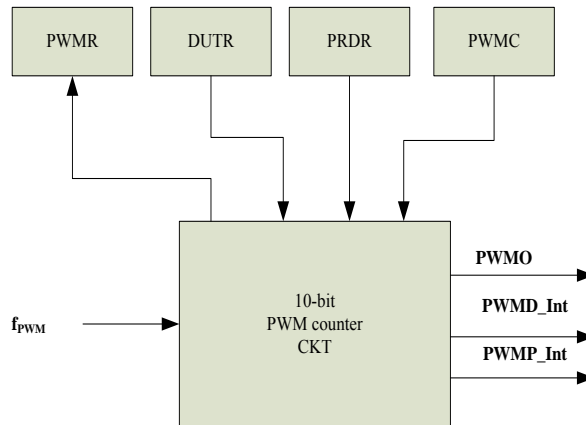 PWMR
DUTR
PRDR
PWMC
PWMO
10-bit
PWM counter
CKT
PWMD_Int
fPWM
PWMP_Int